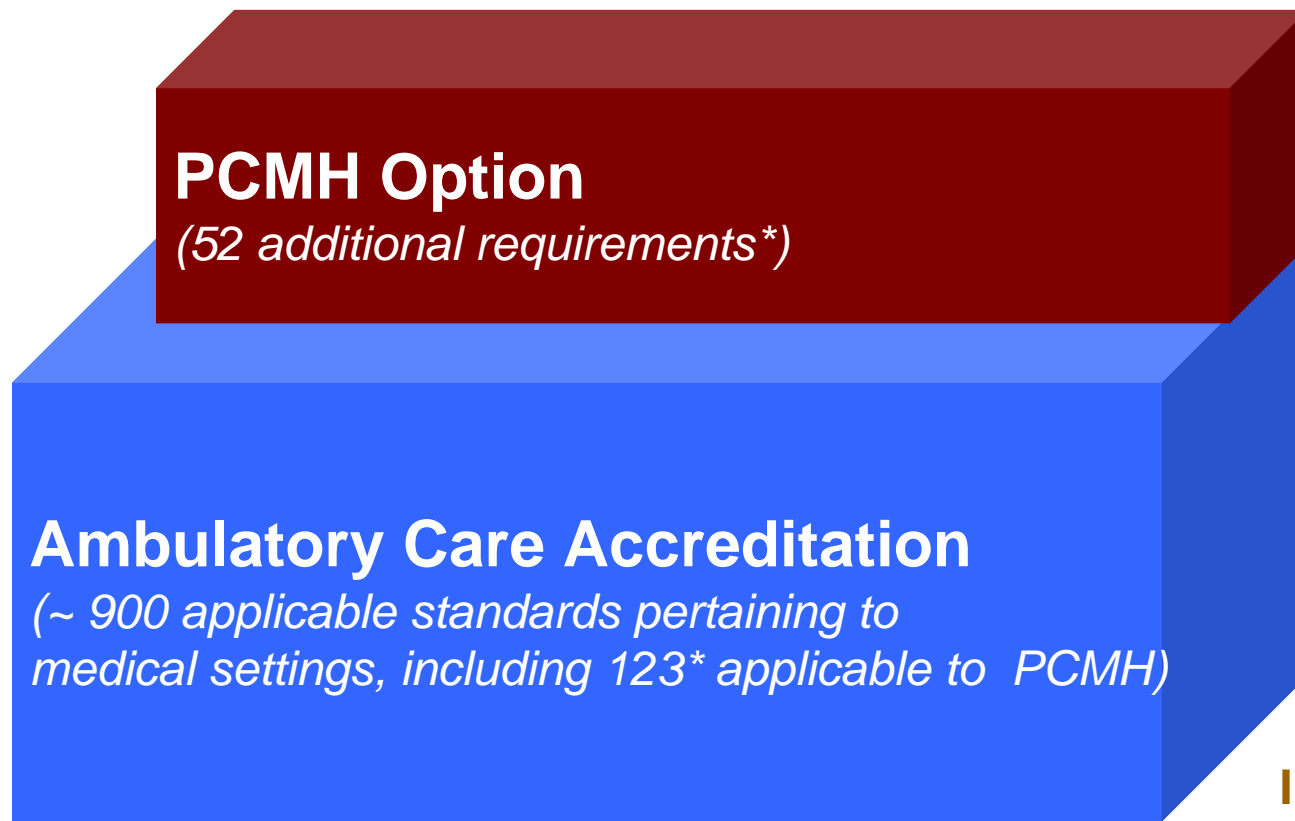 PCMH Option
(52 additional requirements*)
Ambulatory Care Accreditation
(~ 900 applicable standards pertaining to
medical settings, including 123* applicable to  PCMH)